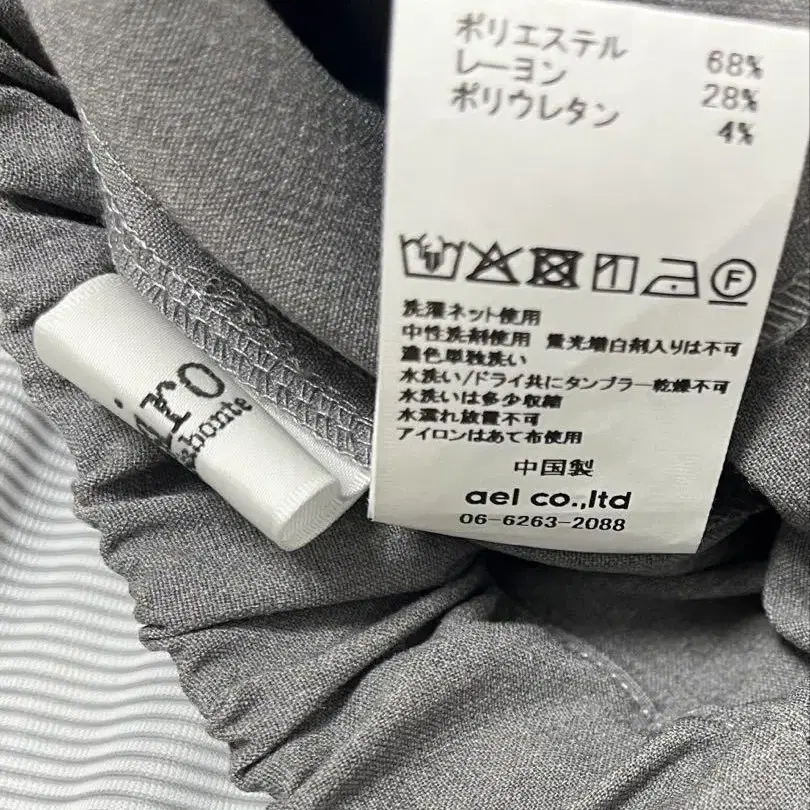 ポリエステル 68%
レーヨン 28%
ポリウレタン 4%
F
洗濯ネット使用
中性洗剤使用 蛍光増白剤入りは不可
濃色単独洗い
水洗い/ドライ共にタンブラー乾燥不可
水洗いは多少収縮
水濡れ放置不可
アイロンはあて布使用
中国製
ael co.,ltd
06-6263-2088